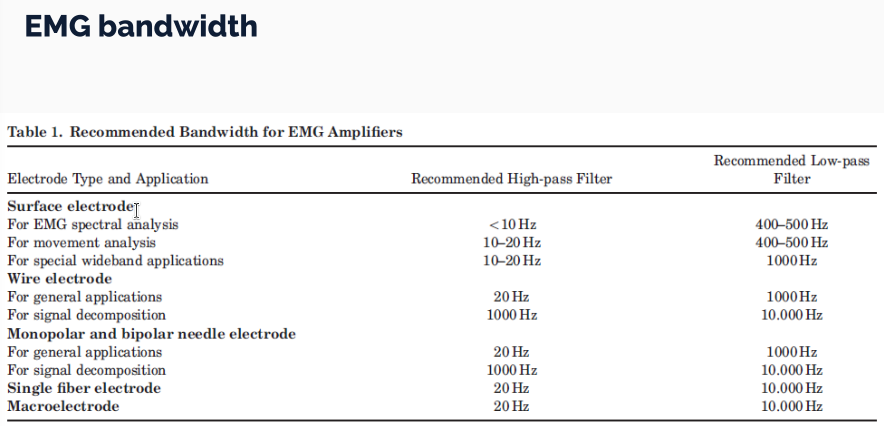 EMG bandwidth
Table 1. Recommended Bandwidth for EMG Amplifiers
Electrode Type and Application Recommended High-pass Filter Recommended Low-pass Filter
Surface electrode
For EMG spectral analysis <10 Hz 400–500 Hz
For movement analysis 10–20 Hz 400–500 Hz
For special wideband applications 10–20 Hz 1000 Hz
Wire electrode
For general applications 20 Hz 1000 Hz
For signal decomposition 1000 Hz 10.000 Hz
Monopolar and bipolar needle electrode
For general applications 20 Hz 1000 Hz
For signal decomposition 1000 Hz 10.000 Hz
Single fiber electrode 20 Hz 10.000 Hz
Macroelectrode 20 Hz 10.000 Hz